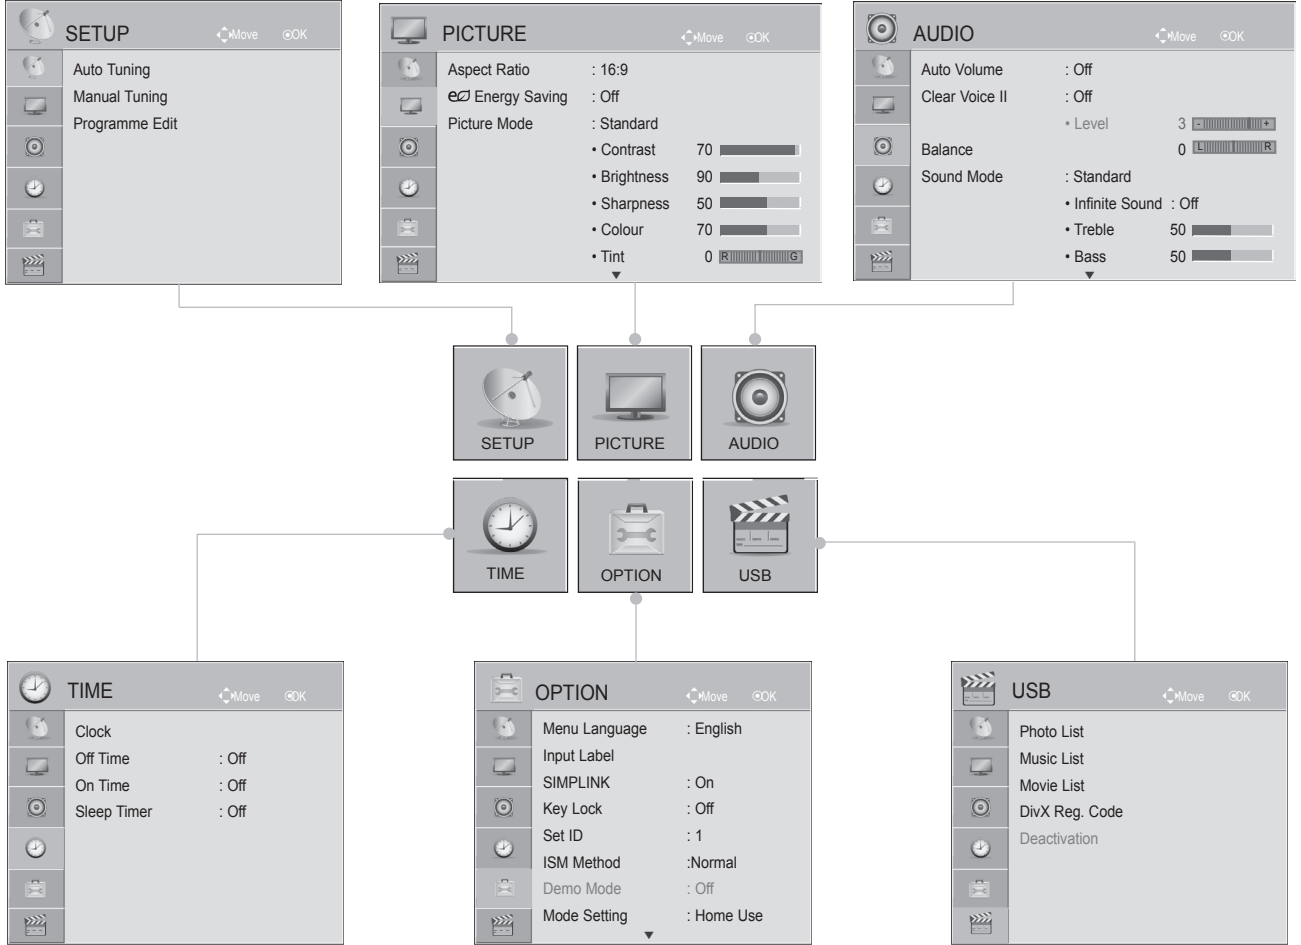 SETUP Move OK
Auto Tuning
Manual Tuning
Programme Edit
PICTURE Move OK
Aspect Ratio : 16:9
Energy Saving : Off
Picture Mode : Standard
• Contrast 70
• Brightness 90
• Sharpness 50
• Colour 70
• Tint 0 R G
AUDIO Move OK
Auto Volume : Off
Clear Voice II : Off
• Level 3 - +
Balance 0 L R
Sound Mode : Standard
• Infinite Sound : Off
• Treble 50
• Bass 50
SETUP
PICTURE
AUDIO
TIME
OPTION
USB
TIME Move OK
Clock
Off Time : Off
On Time : Off
Sleep Timer : Off
OPTION Move OK
Menu Language : English
Input Label
SIMPLINK : On
Key Lock : Off
Set ID : 1
ISM Method :Normal
Demo Mode : Off
Mode Setting : Home Use
USB Move OK
Photo List
Music List
Movie List
DivX Reg. Code
Deactivation